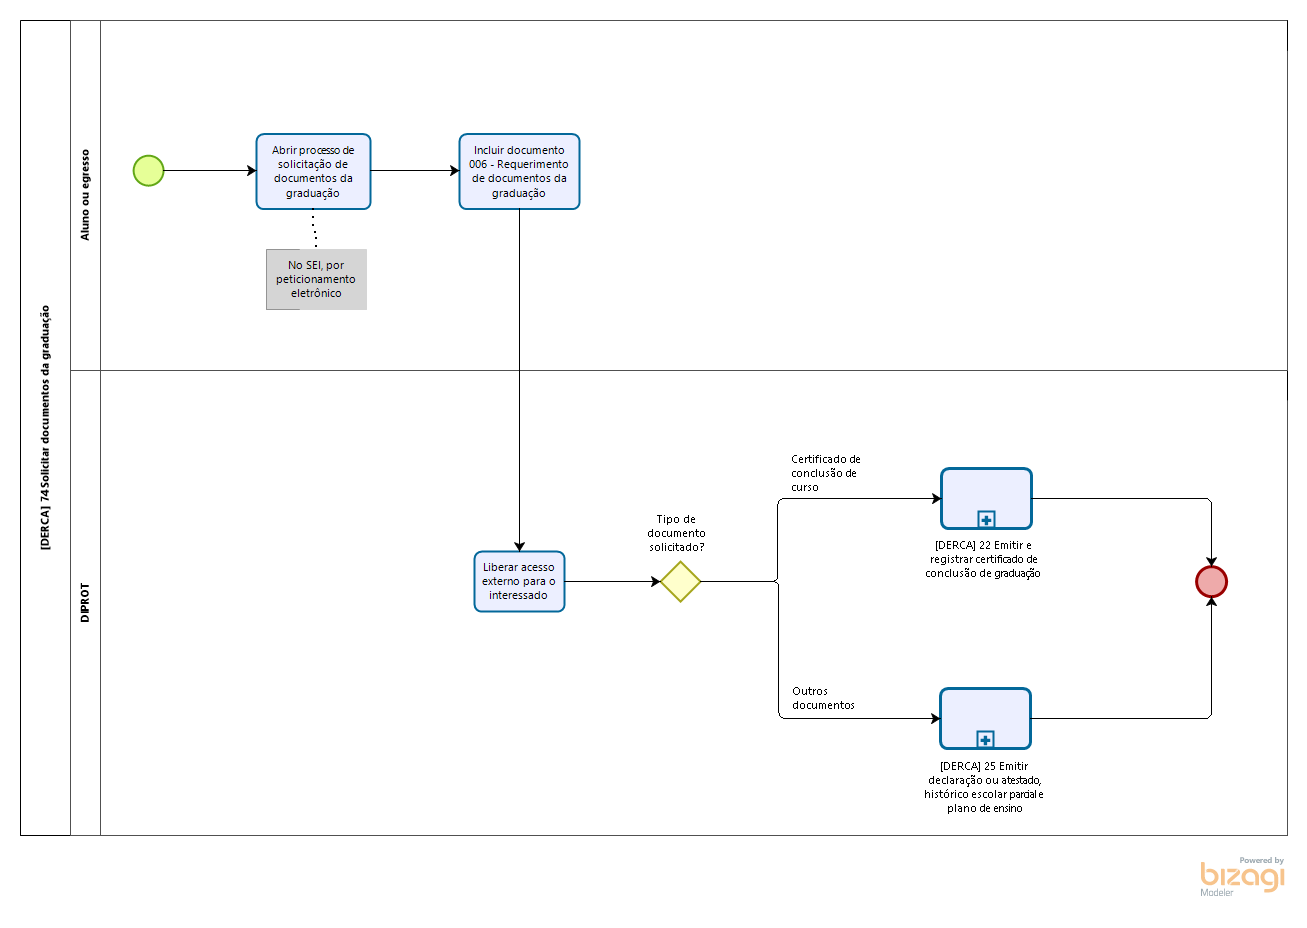 [DERCA] 74 Solicitar documentos da graduação
Aluno ou egresso
Abrir processo de
solicitação de
documentos da
graduação
Incluir documento
006 - Requerimento
de documentos da
graduação
No SEI, por
peticionamento
eletrônico
DIPROT
Liberar acesso
externo para o
interessado
Tipo de
documento
solicitado?
Certificado de
conclusão de
curso
[DERCA] 22 Emitir e
registrar certificado de
conclusão de graduação
Outros
documentos
[DERCA] 25 Emitir
declaração ou atestado,
histórico escolar parcial e
plano de ensino
Powered by
bizagi
Modeler